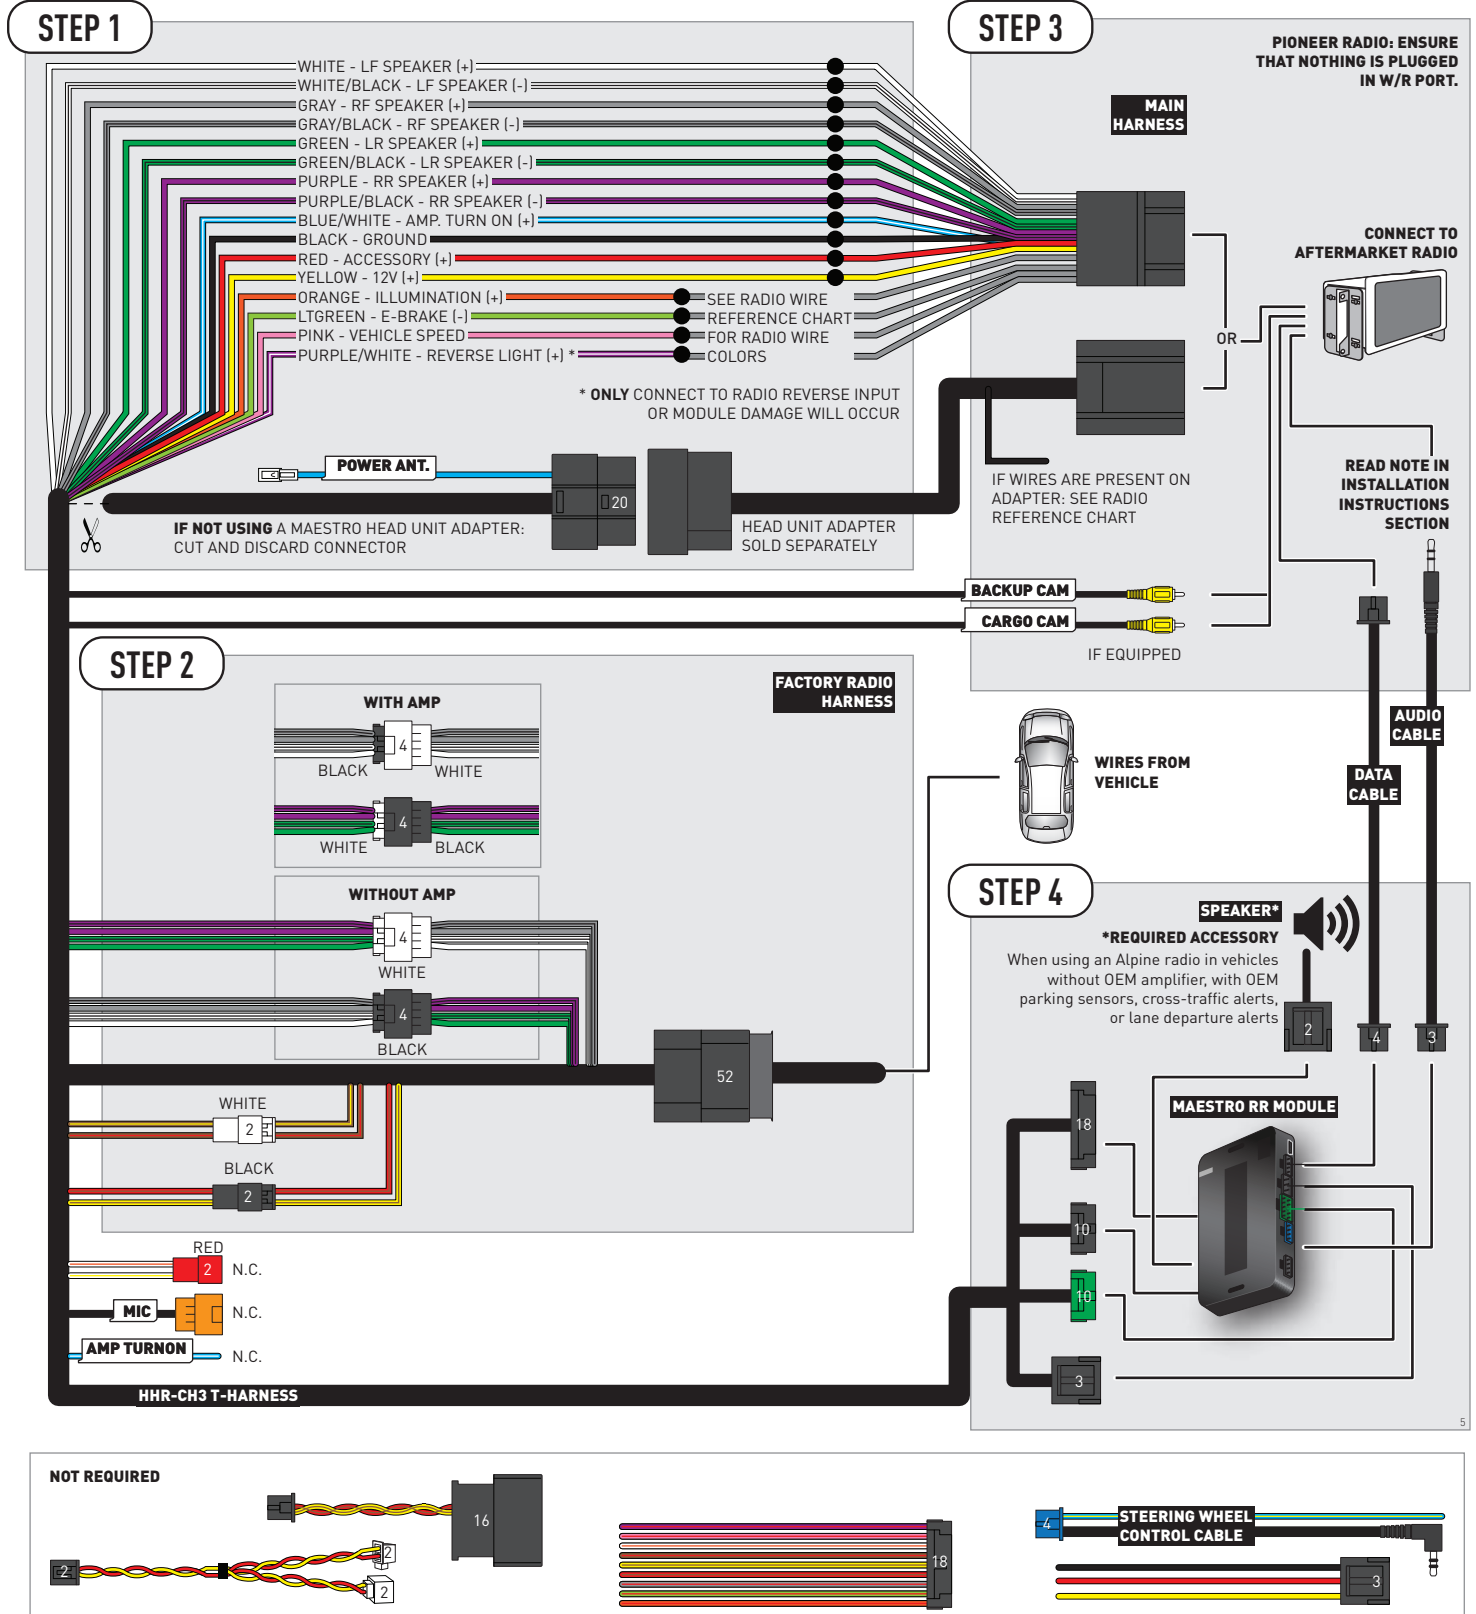 STEP 1
WHITE - LF SPEAKER (+)
WHITE/BLACK - LF SPEAKER (-)
GRAY - RF SPEAKER (+)
GRAY/BLACK - RF SPEAKER (-)
GREEN - LR SPEAKER (+)
GREEN/BLACK - LR SPEAKER (-)
PURPLE - RR SPEAKER (+)
PURPLE/BLACK - RR SPEAKER (-)
BLUE/WHITE - AMP. TURN ON (+)
BLACK - GROUND
RED - ACCESSORY (+)
YELLOW - 12V (+)
ORANGE - ILLUMINATION (+)
LTGREEN - E-BRAKE (-)
PINK - VEHICLE SPEED
PURPLE/WHITE - REVERSE LIGHT (+) *
SEE RADIO WIRE
REFERENCE CHART
FOR RADIO WIRE
COLORS
* ONLY CONNECT TO RADIO REVERSE INPUT
OR MODULE DAMAGE WILL OCCUR
POWER ANT.
20
IF NOT USING A MAESTRO HEAD UNIT ADAPTER:
CUT AND DISCARD CONNECTOR
HEAD UNIT ADAPTER
SOLD SEPARATELY
STEP 3
PIONEER RADIO: ENSURE
THAT NOTHING IS PLUGGED
IN W/R PORT.
MAIN
HARNESS
CONNECT TO
AFTERMARKET RADIO
OR
IF WIRES ARE PRESENT ON
ADAPTER: SEE RADIO
REFERENCE CHART
READ NOTE IN
INSTALLATION
INSTRUCTIONS
SECTION
BACKUP CAM
CARGO CAM
IF EQUIPPED
AUDIO
CABLE
DATA
CABLE
STEP 2
FACTORY RADIO
HARNESS
WITH AMP
4
BLACK
WHITE
4
WHITE
BLACK
WITHOUT AMP
4
WHITE
4
BLACK
52
WIRES FROM
VEHICLE
WHITE
2
BLACK
2
RED
2
N.C.
MIC
N.C.
AMP TURNON
N.C.
HHR-CH3 T-HARNESS
STEP 4
SPEAKER*
*REQUIRED ACCESSORY
When using an Alpine radio in vehicles
without OEM amplifier, with OEM
parking sensors, cross-traffic alerts,
or lane departure alerts
2
4
3
MAESTRO RR MODULE
18
10
10
3
5
NOT REQUIRED
16
2
2
2
18
4
STEERING WHEEL
CONTROL CABLE
3